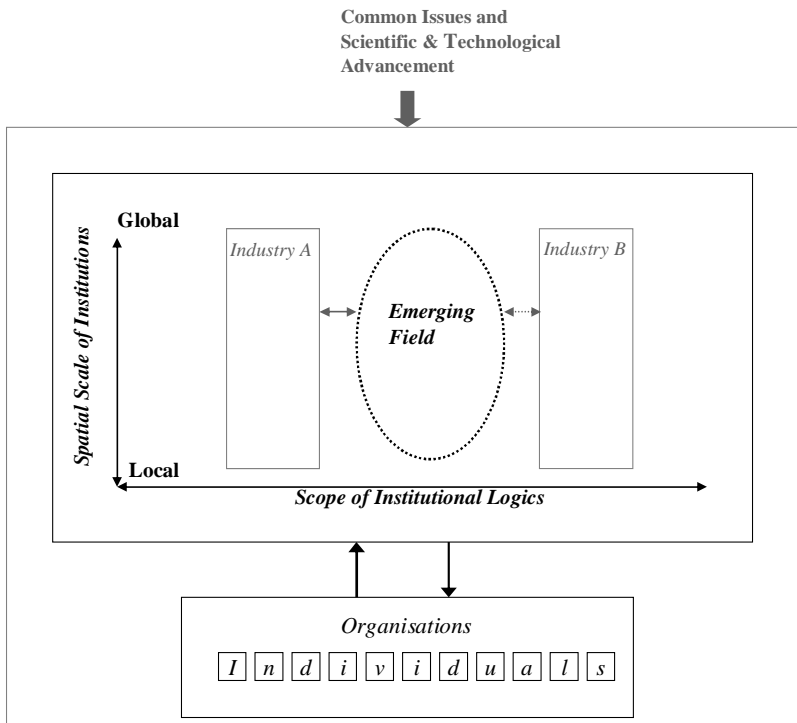 Common Issues and
Scientific & Technological
Advancement
Global
Industry A
Industry B
Emerging
Field
Spatial Scale of Institutions
Local
Scope of Institutional Logics
Organisations
I n d i v i d u a l s